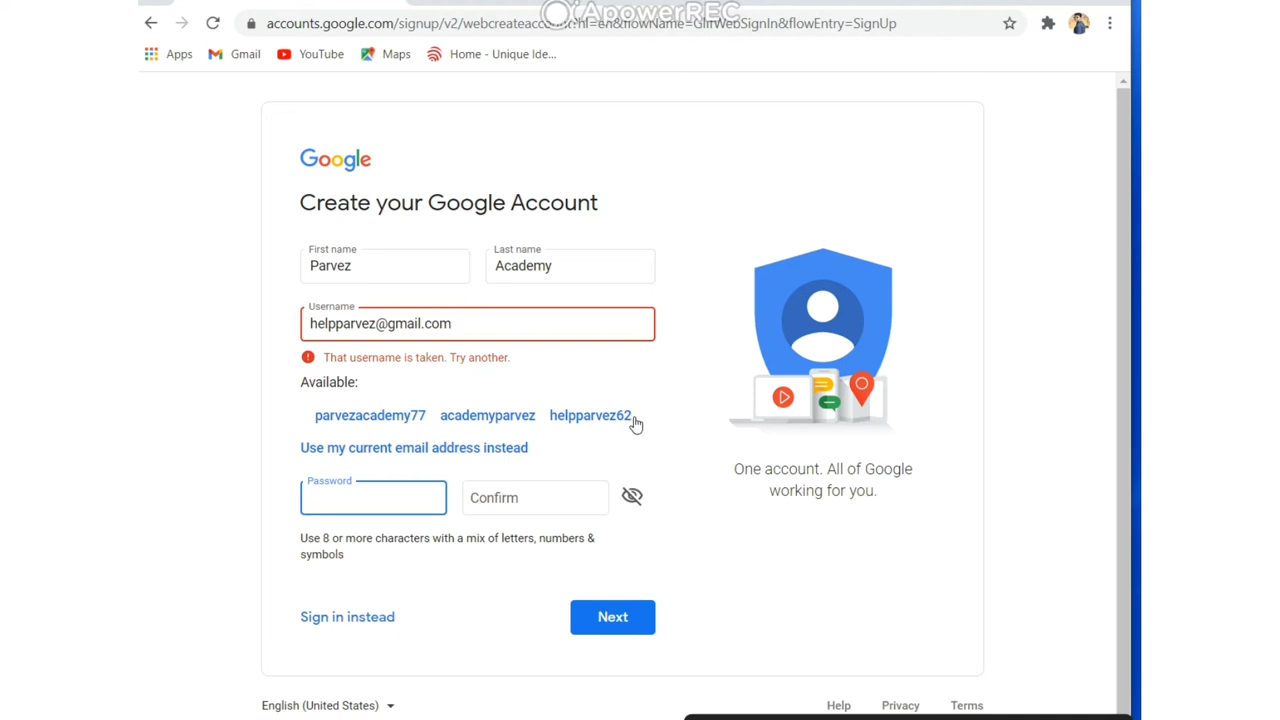 ApowerREC
accounts.google.com/signup/v2/webcreateaccount?hl=en&flowName=GlifWebSignIn&flowEntry=SignUp
Apps Gmail YouTube Maps Home - Unique Ide...
Google
Create your Google Account
First name Last name
Parvez Academy
Username
helpparvez@gmail.com
That username is taken. Try another.
Available:
parvezacademy77 academyparvez helpparvez62
Use my current email address instead
Password
Confirm
Use 8 or more characters with a mix of letters, numbers &
symbols
Sign in instead Next
One account. All of Google
working for you.
English (United States) Help Privacy Terms